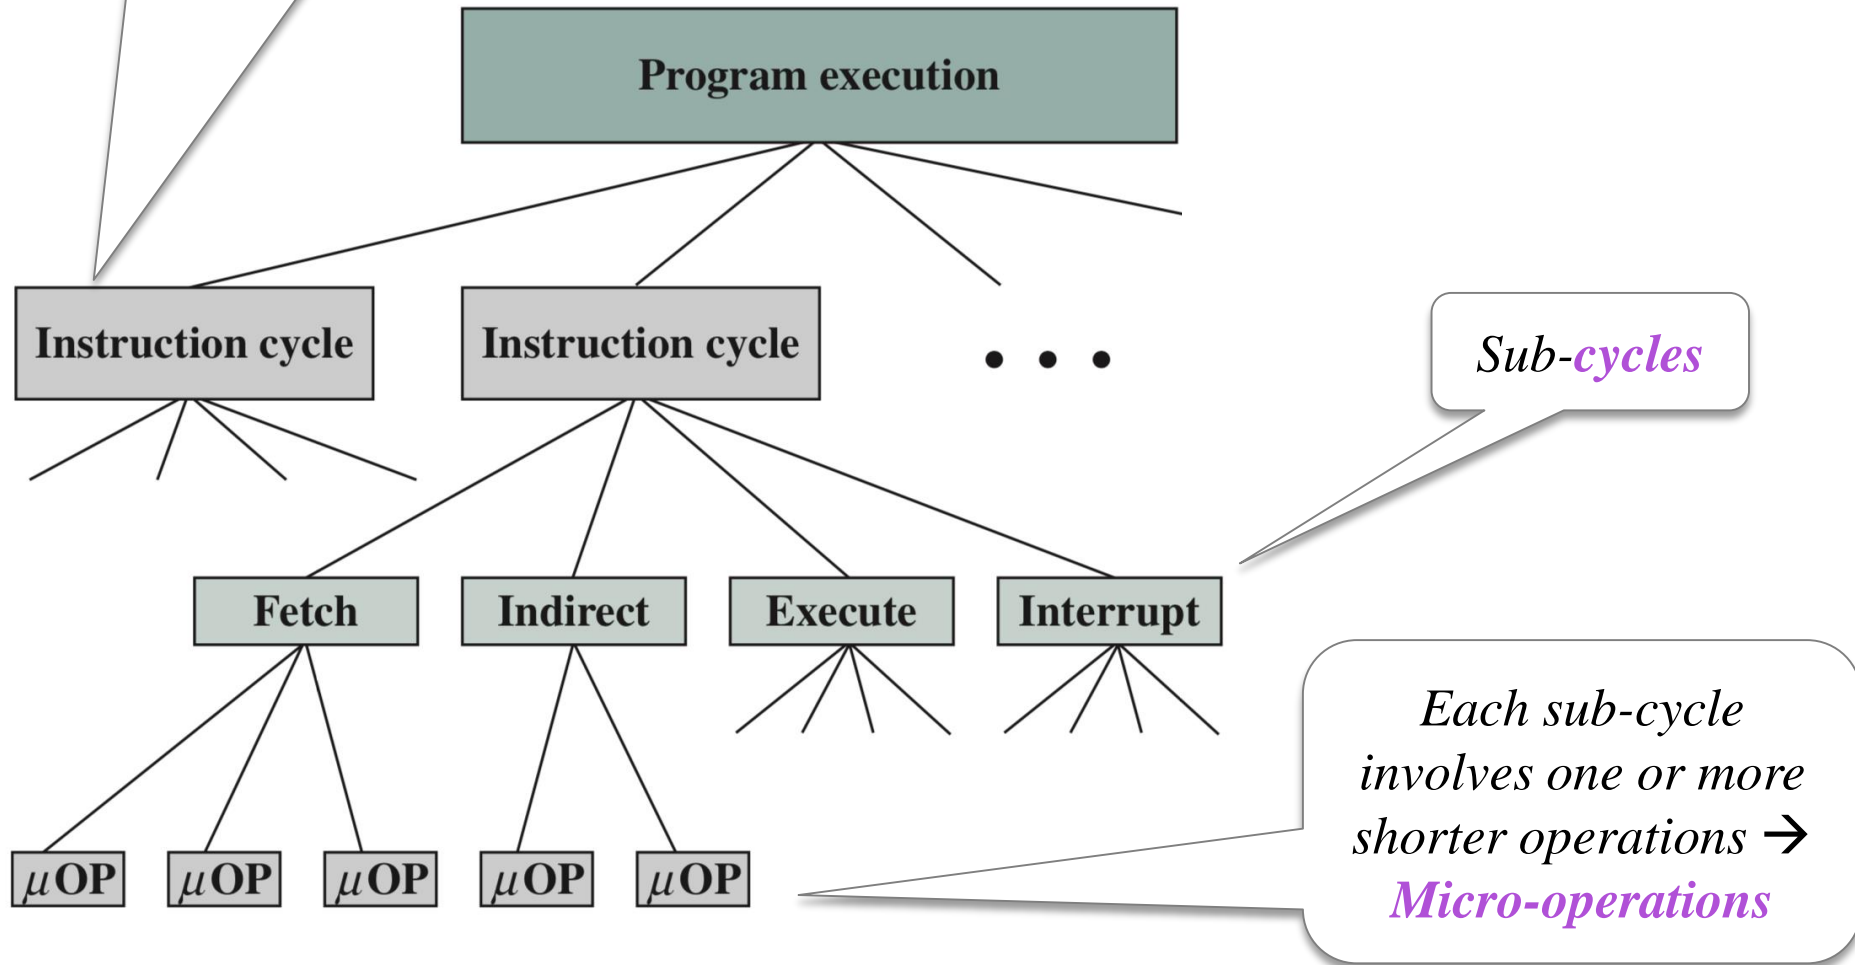 Program execution
Instruction cycle
Instruction cycle
• • •
Sub-cycles
Fetch
Indirect
Execute
Interrupt
Each sub-cycle
involves one or more
shorter operations →
Micro-operations
μOP
μOP
μOP
μOP
μOP